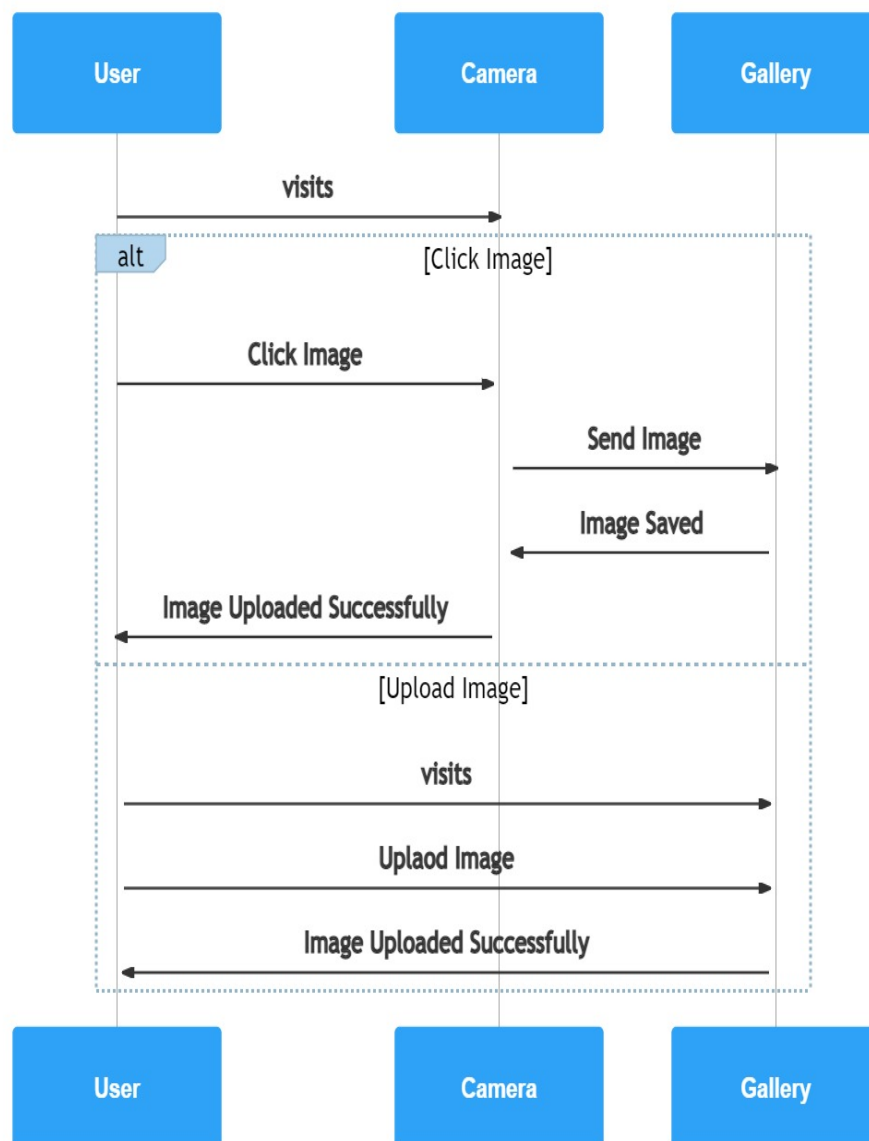 User Camera Gallery
visits
alt [Click Image]
Click Image
Send Image
Image Saved
Image Uploaded Successfully
[Upload Image]
visits
Uplaod Image
Image Uploaded Successfully
User Camera Gallery